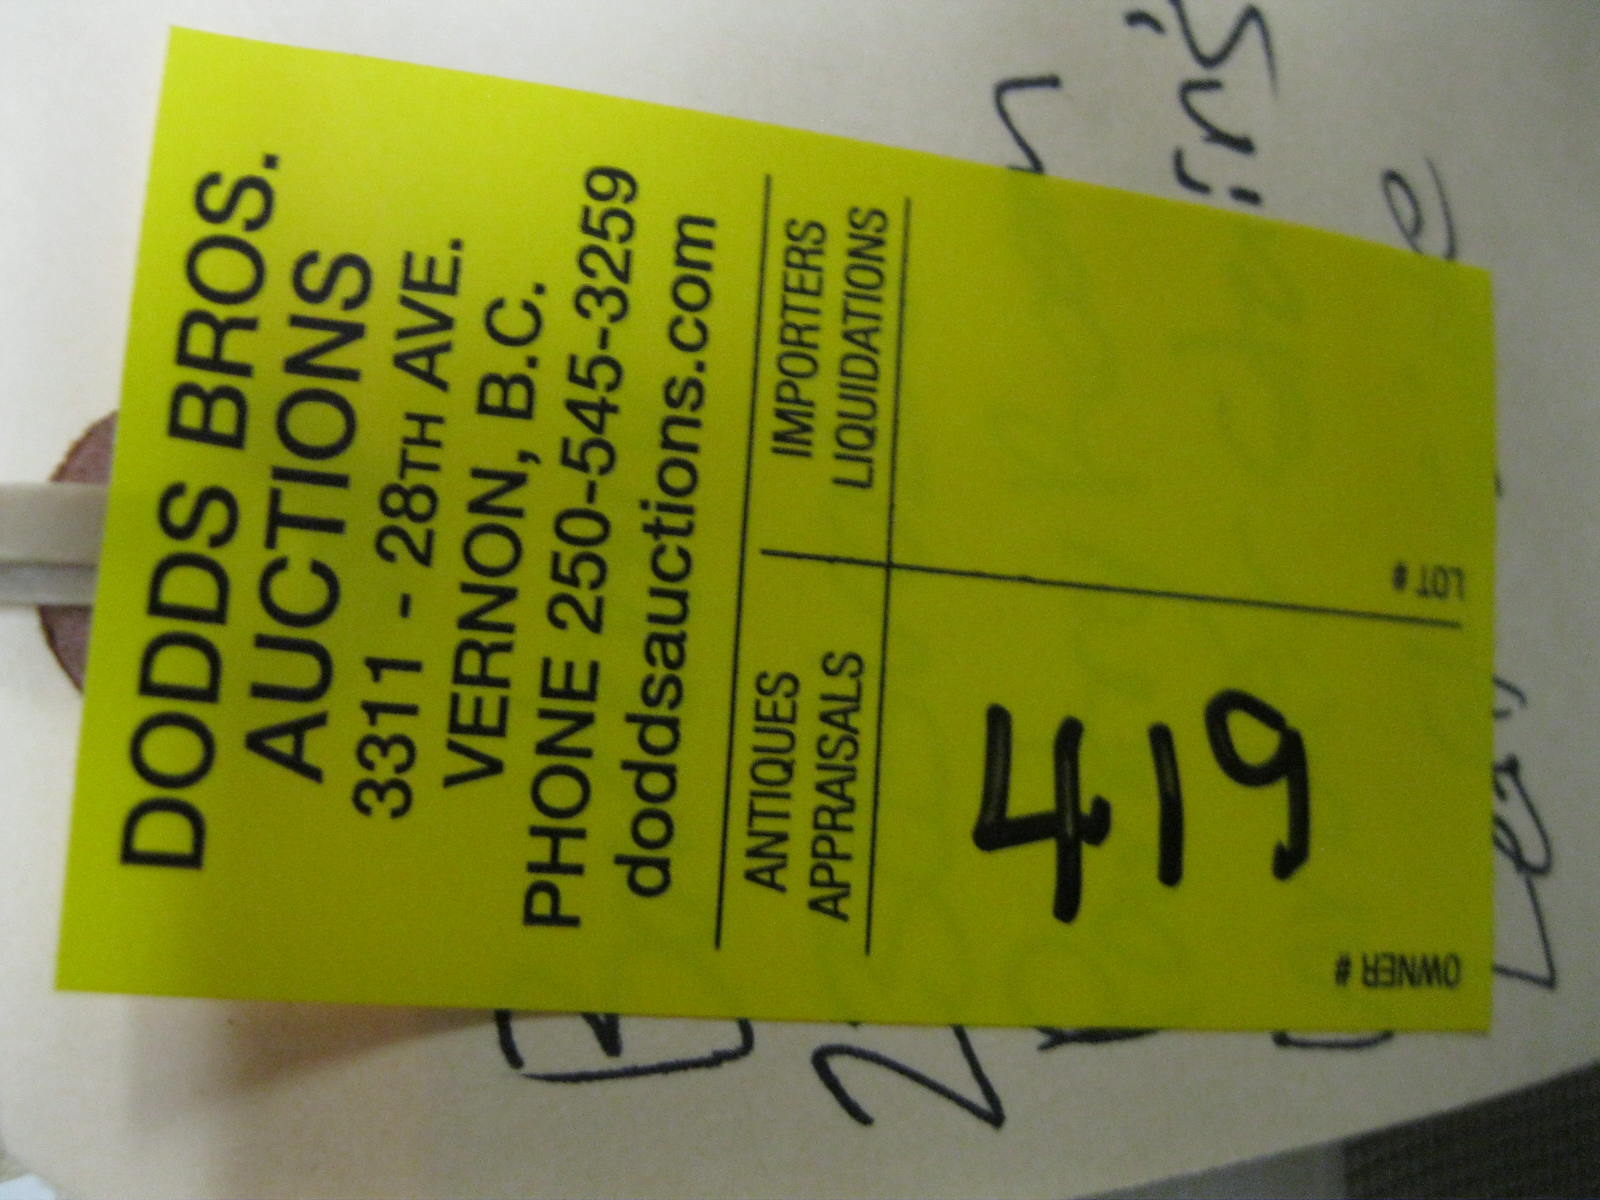 DODDS BROS.
AUCTIONS
3311 - 28TH AVE.
VERNON, B.C.
PHONE 250-545-3259
doddsauctions.com
ANTIQUES IMPORTERS
APPRAISALS LIQUIDATIONS
419
OWNER # LOT #